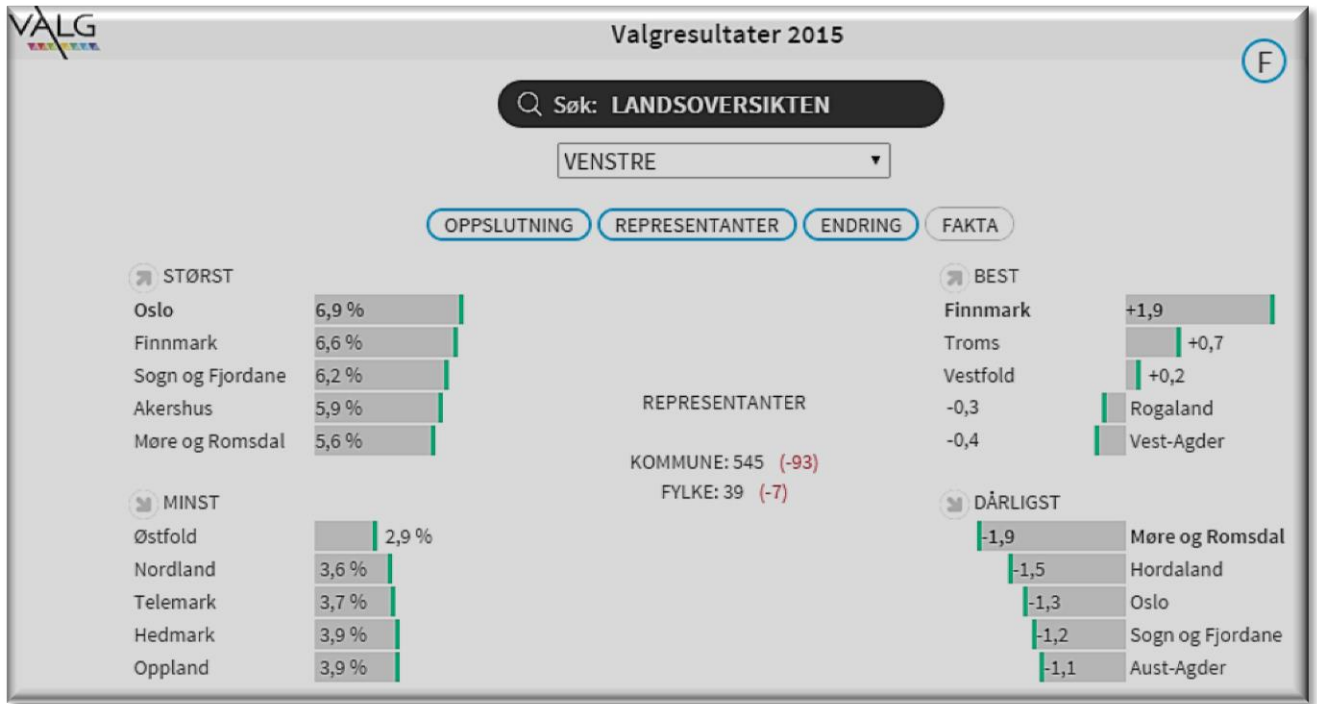 VALG
Valgresultater 2015
F
Søk: LANDSOVERSIKTEN
VENSTRE
OPPSLUTNING REPRESENTANTER ENDRING FAKTA
STØRST
Oslo 6,9 %
Finnmark 6,6 %
Sogn og Fjordane 6,2 %
Akershus 5,9 %
Møre og Romsdal 5,6 %
MINST
Østfold 2,9 %
Nordland 3,6 %
Telemark 3,7 %
Hedmark 3,9 %
Oppland 3,9 %
REPRESENTANTER
KOMMUNE: 545 (-93)
FYLKE: 39 (-7)
BEST
Finnmark +1,9
Troms +0,7
Vestfold +0,2
-0,3 Rogaland
-0,4 Vest-Agder
DÅRLIGST
-1,9 Møre og Romsdal
-1,5 Hordaland
-1,3 Oslo
-1,2 Sogn og Fjordane
-1,1 Aust-Agder